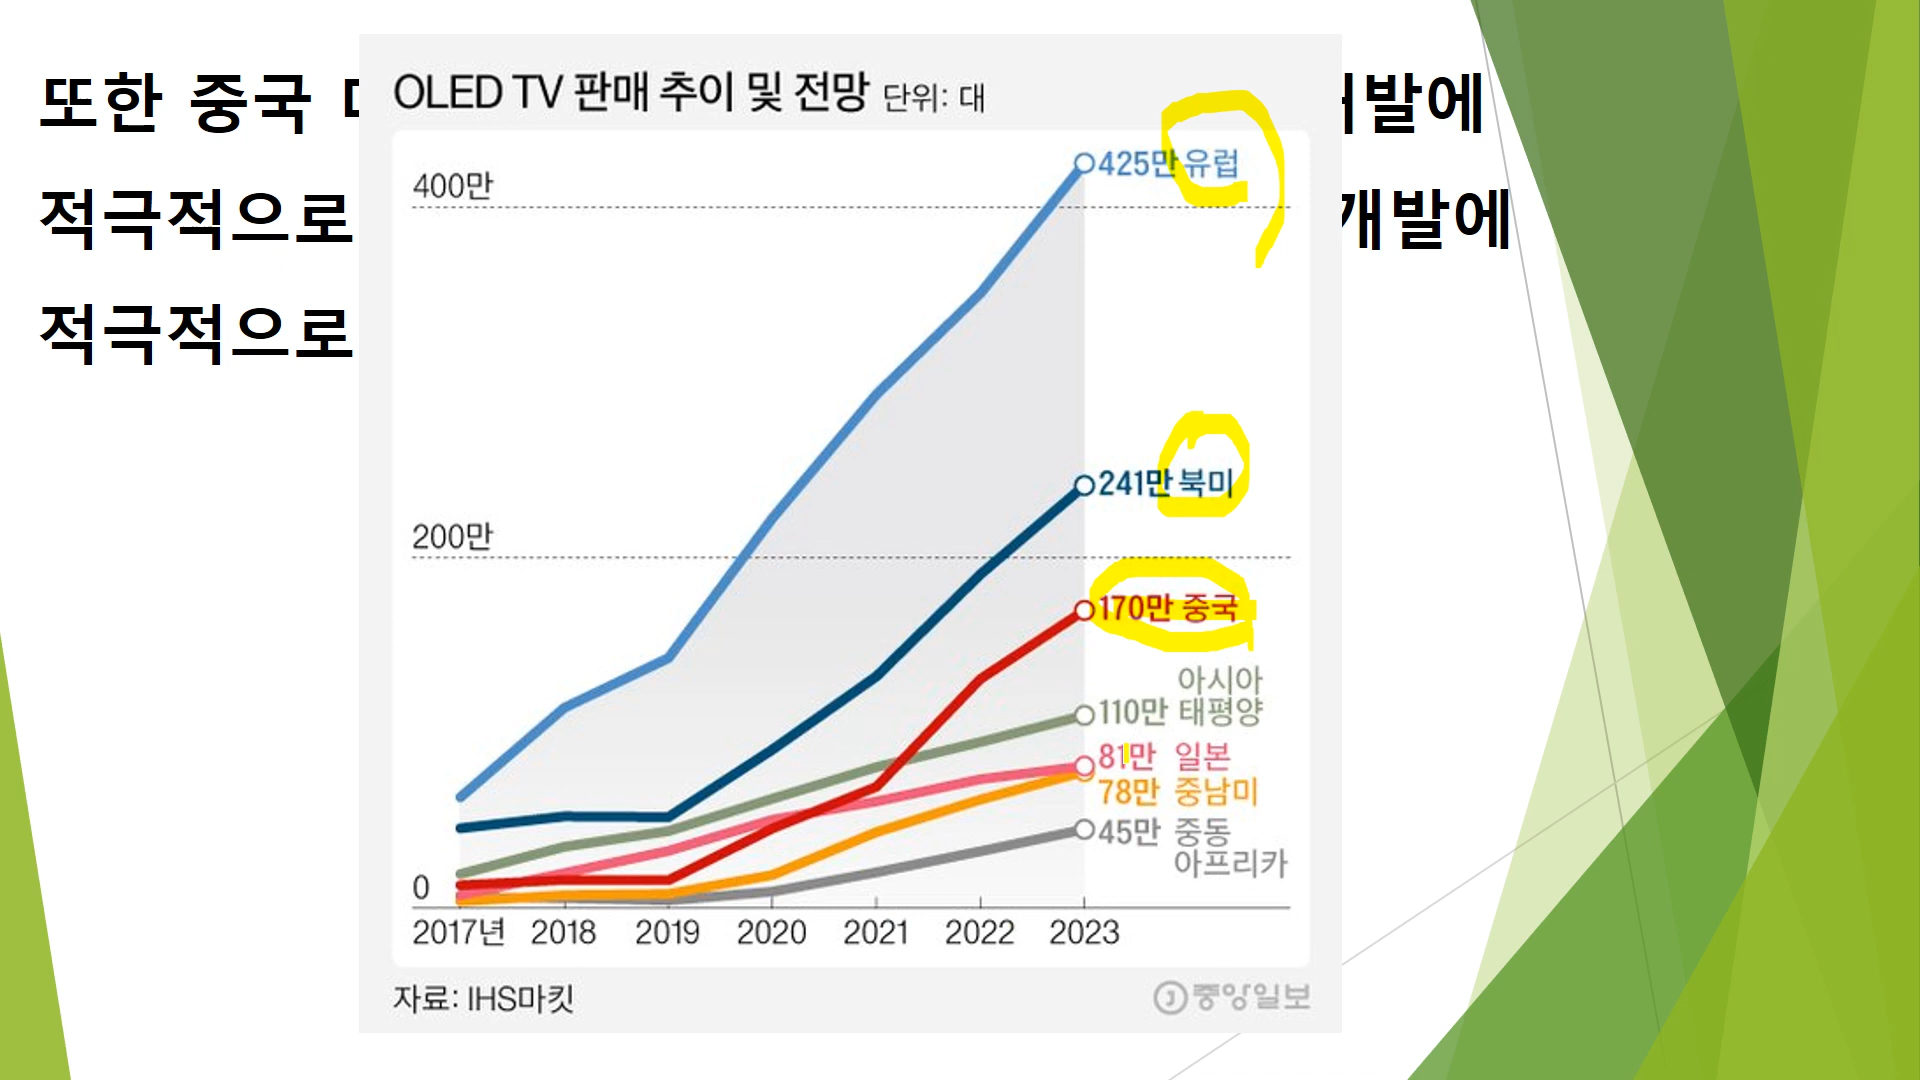 또한 중국
개발에
적극적으로
개발에
적극적으로
OLED TV 판매 추이 및 전망 단위: 대
400만
200만
0
425만 유럽
241만 북미
170만 중국
110만 아시아 태평양
81만 일본
78만 중남미
45만 중동 아프리카
2017년 2018 2019 2020 2021 2022 2023
자료: IHS마킷
중앙일보